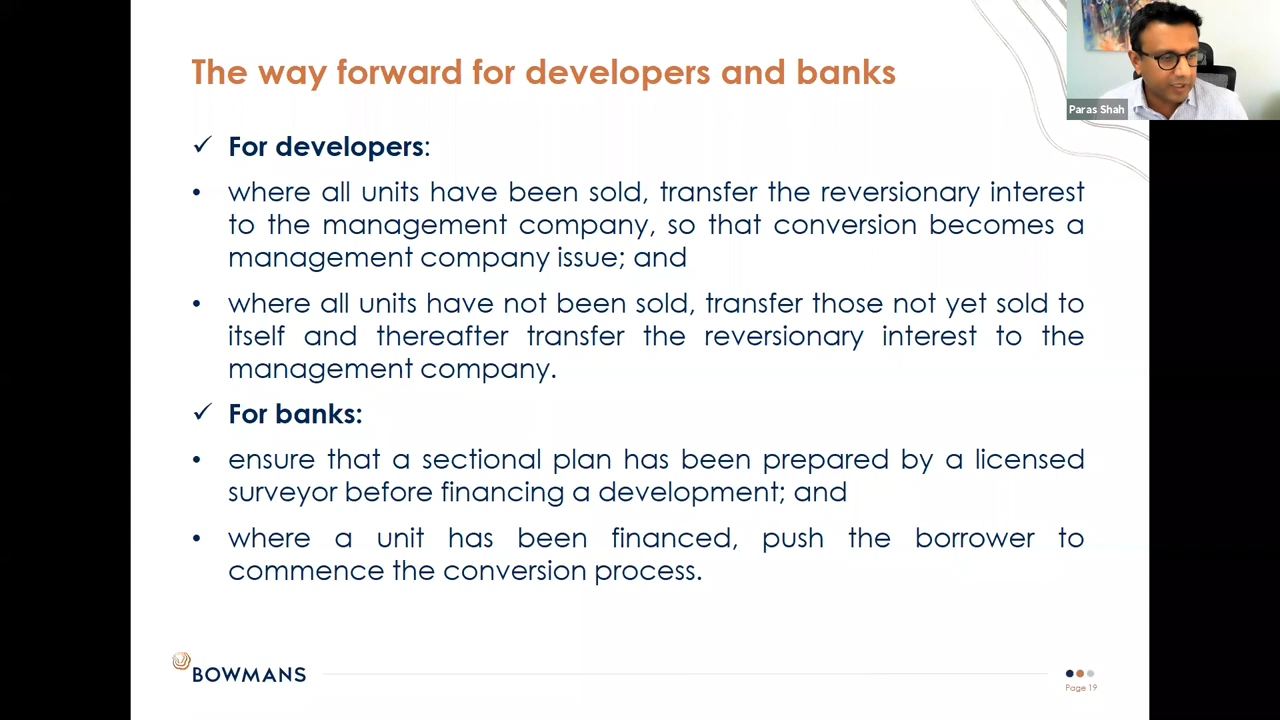 The way forward for developers and banks
Paras Shah
✓ For developers:
• where all units have been sold, transfer the reversionary interest
to the management company, so that conversion becomes a
management company issue; and
• where all units have not been sold, transfer those not yet sold to
itself and thereafter transfer the reversionary interest to the
management company.
✓ For banks:
• ensure that a sectional plan has been prepared by a licensed
surveyor before financing a development; and
• where a unit has been financed, push the borrower to
commence the conversion process.
BOWMANS
Page 19